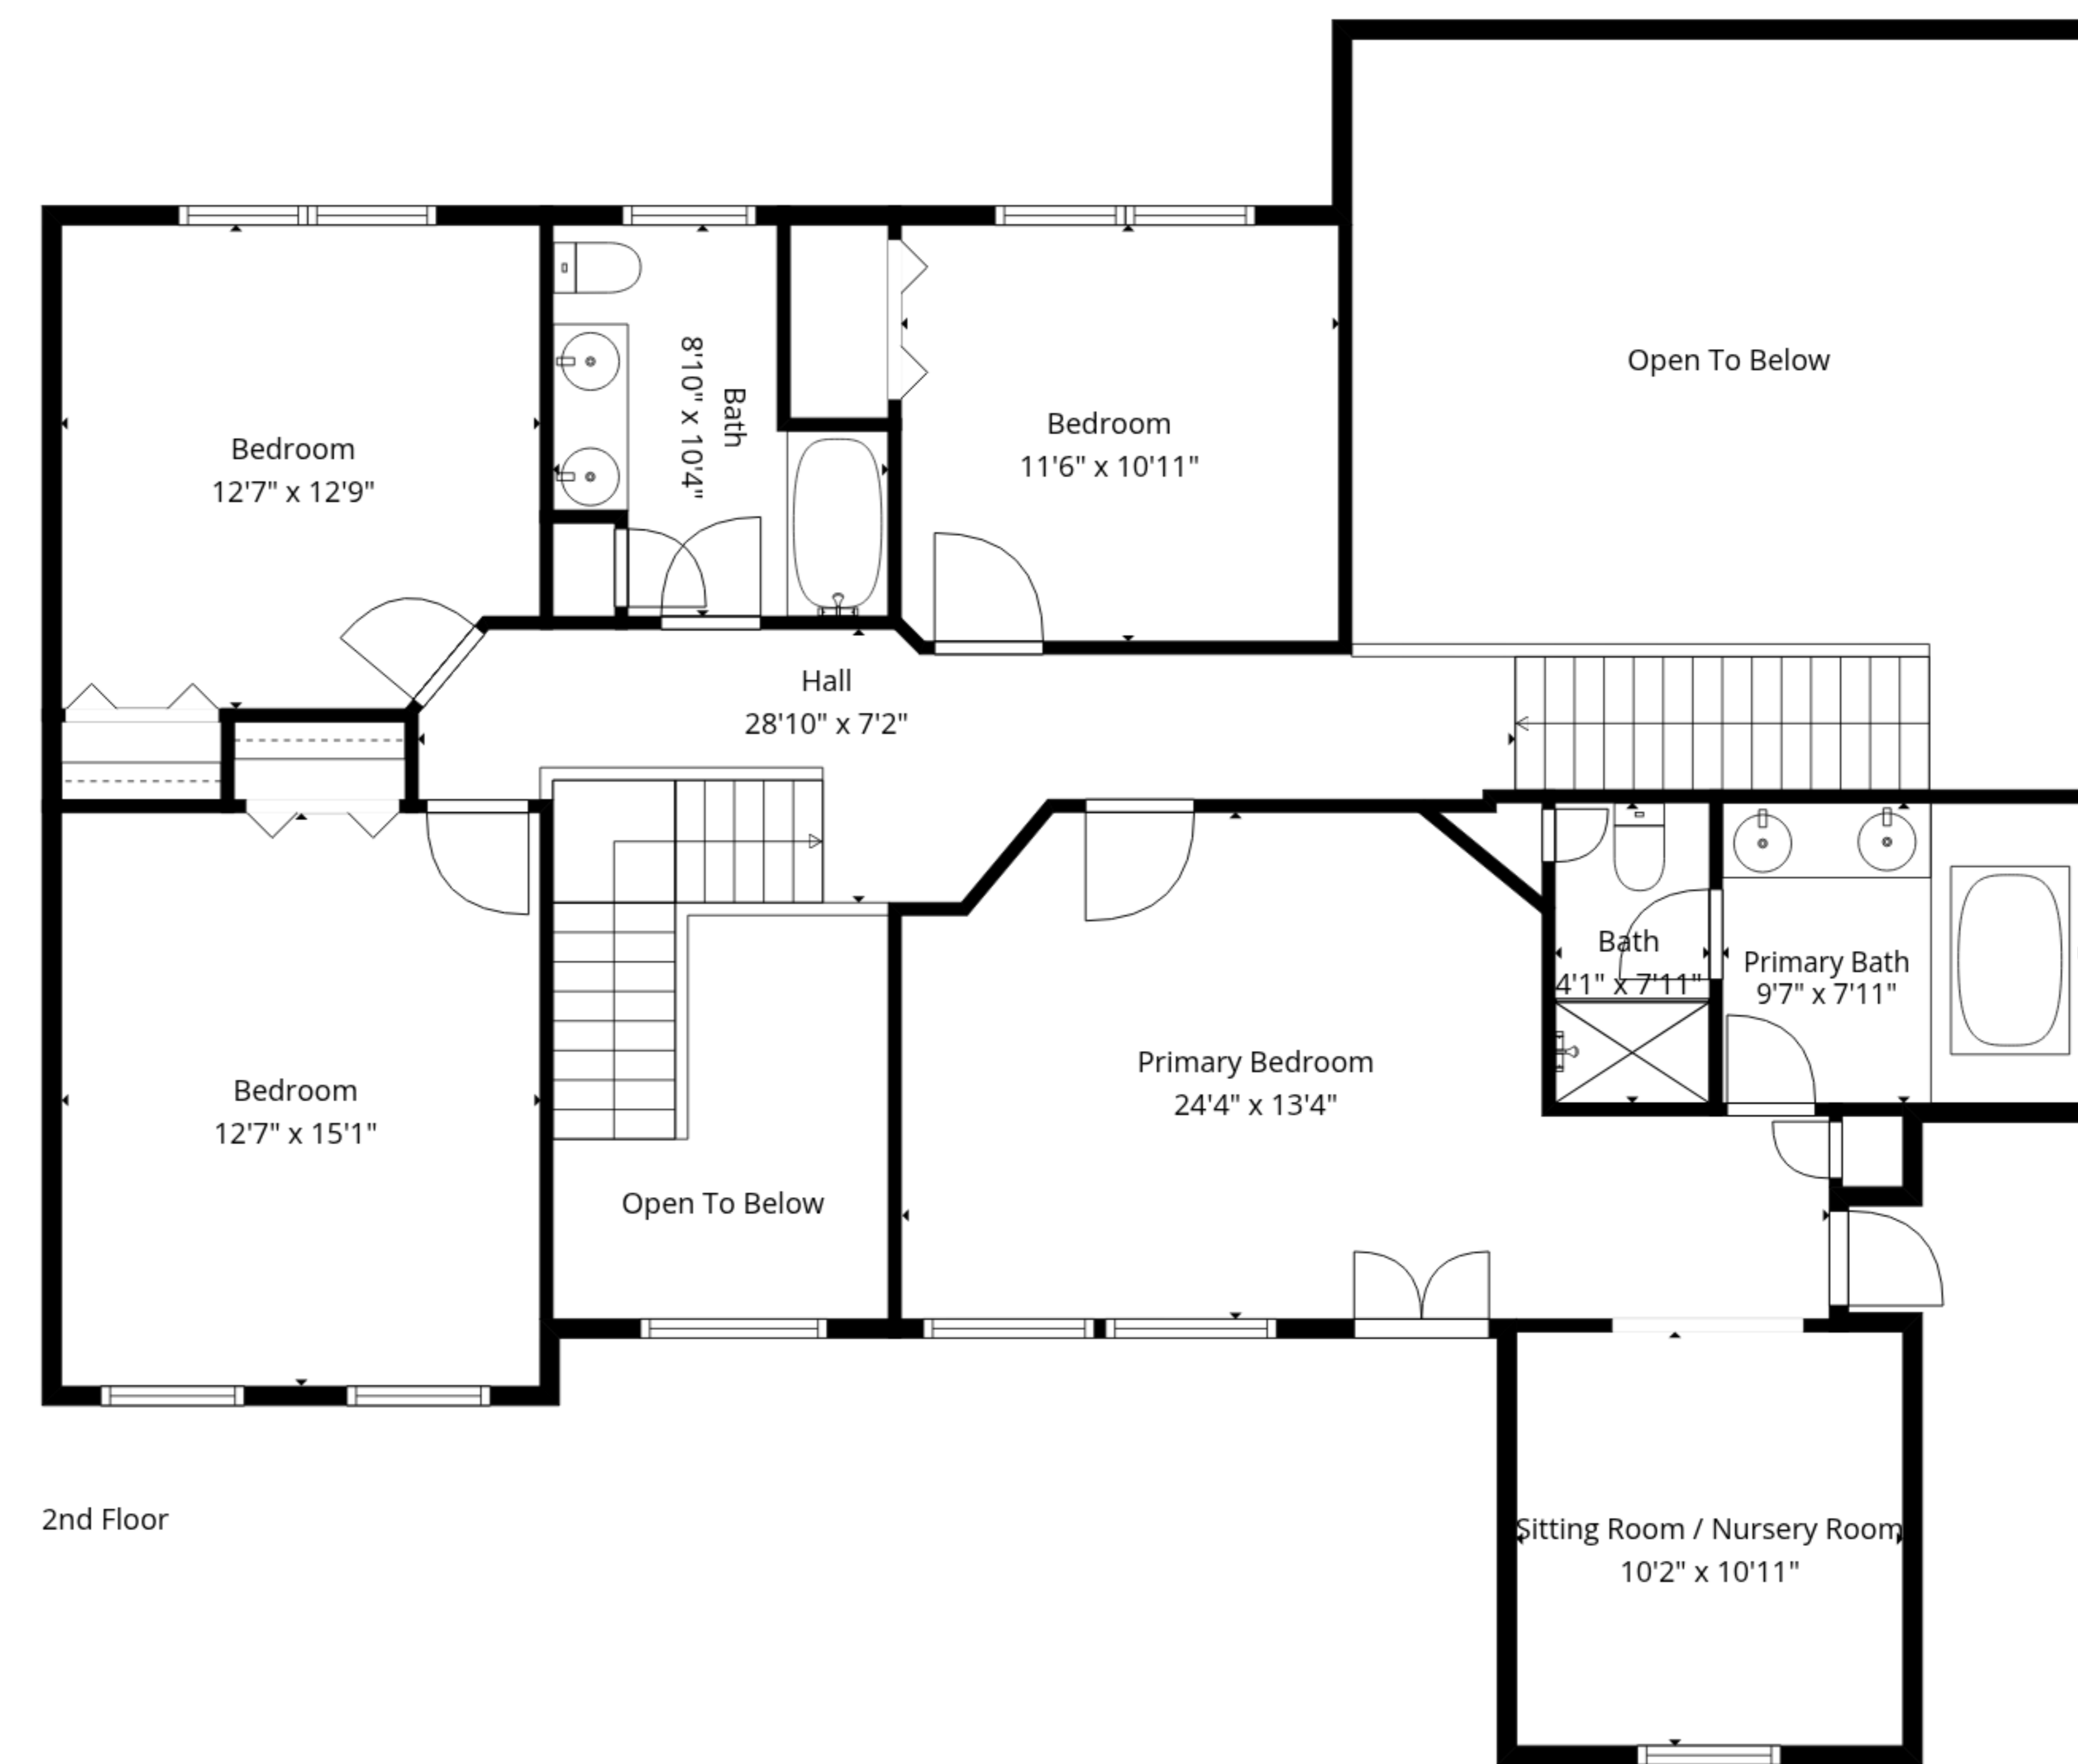 Open To Below
Bedroom
12'7" x 12'9"
Bath
8'10" x 10'4"
Bedroom
11'6" x 10'11"
Hall
28'10" x 7'2"
Bath
4'1" x 7'11"
Primary Bath
9'7" x 7'11"
Primary Bedroom
24'4" x 13'4"
Bedroom
12'7" x 15'1"
Open To Below
2nd Floor
Sitting Room / Nursery Room
10'2" x 10'11"